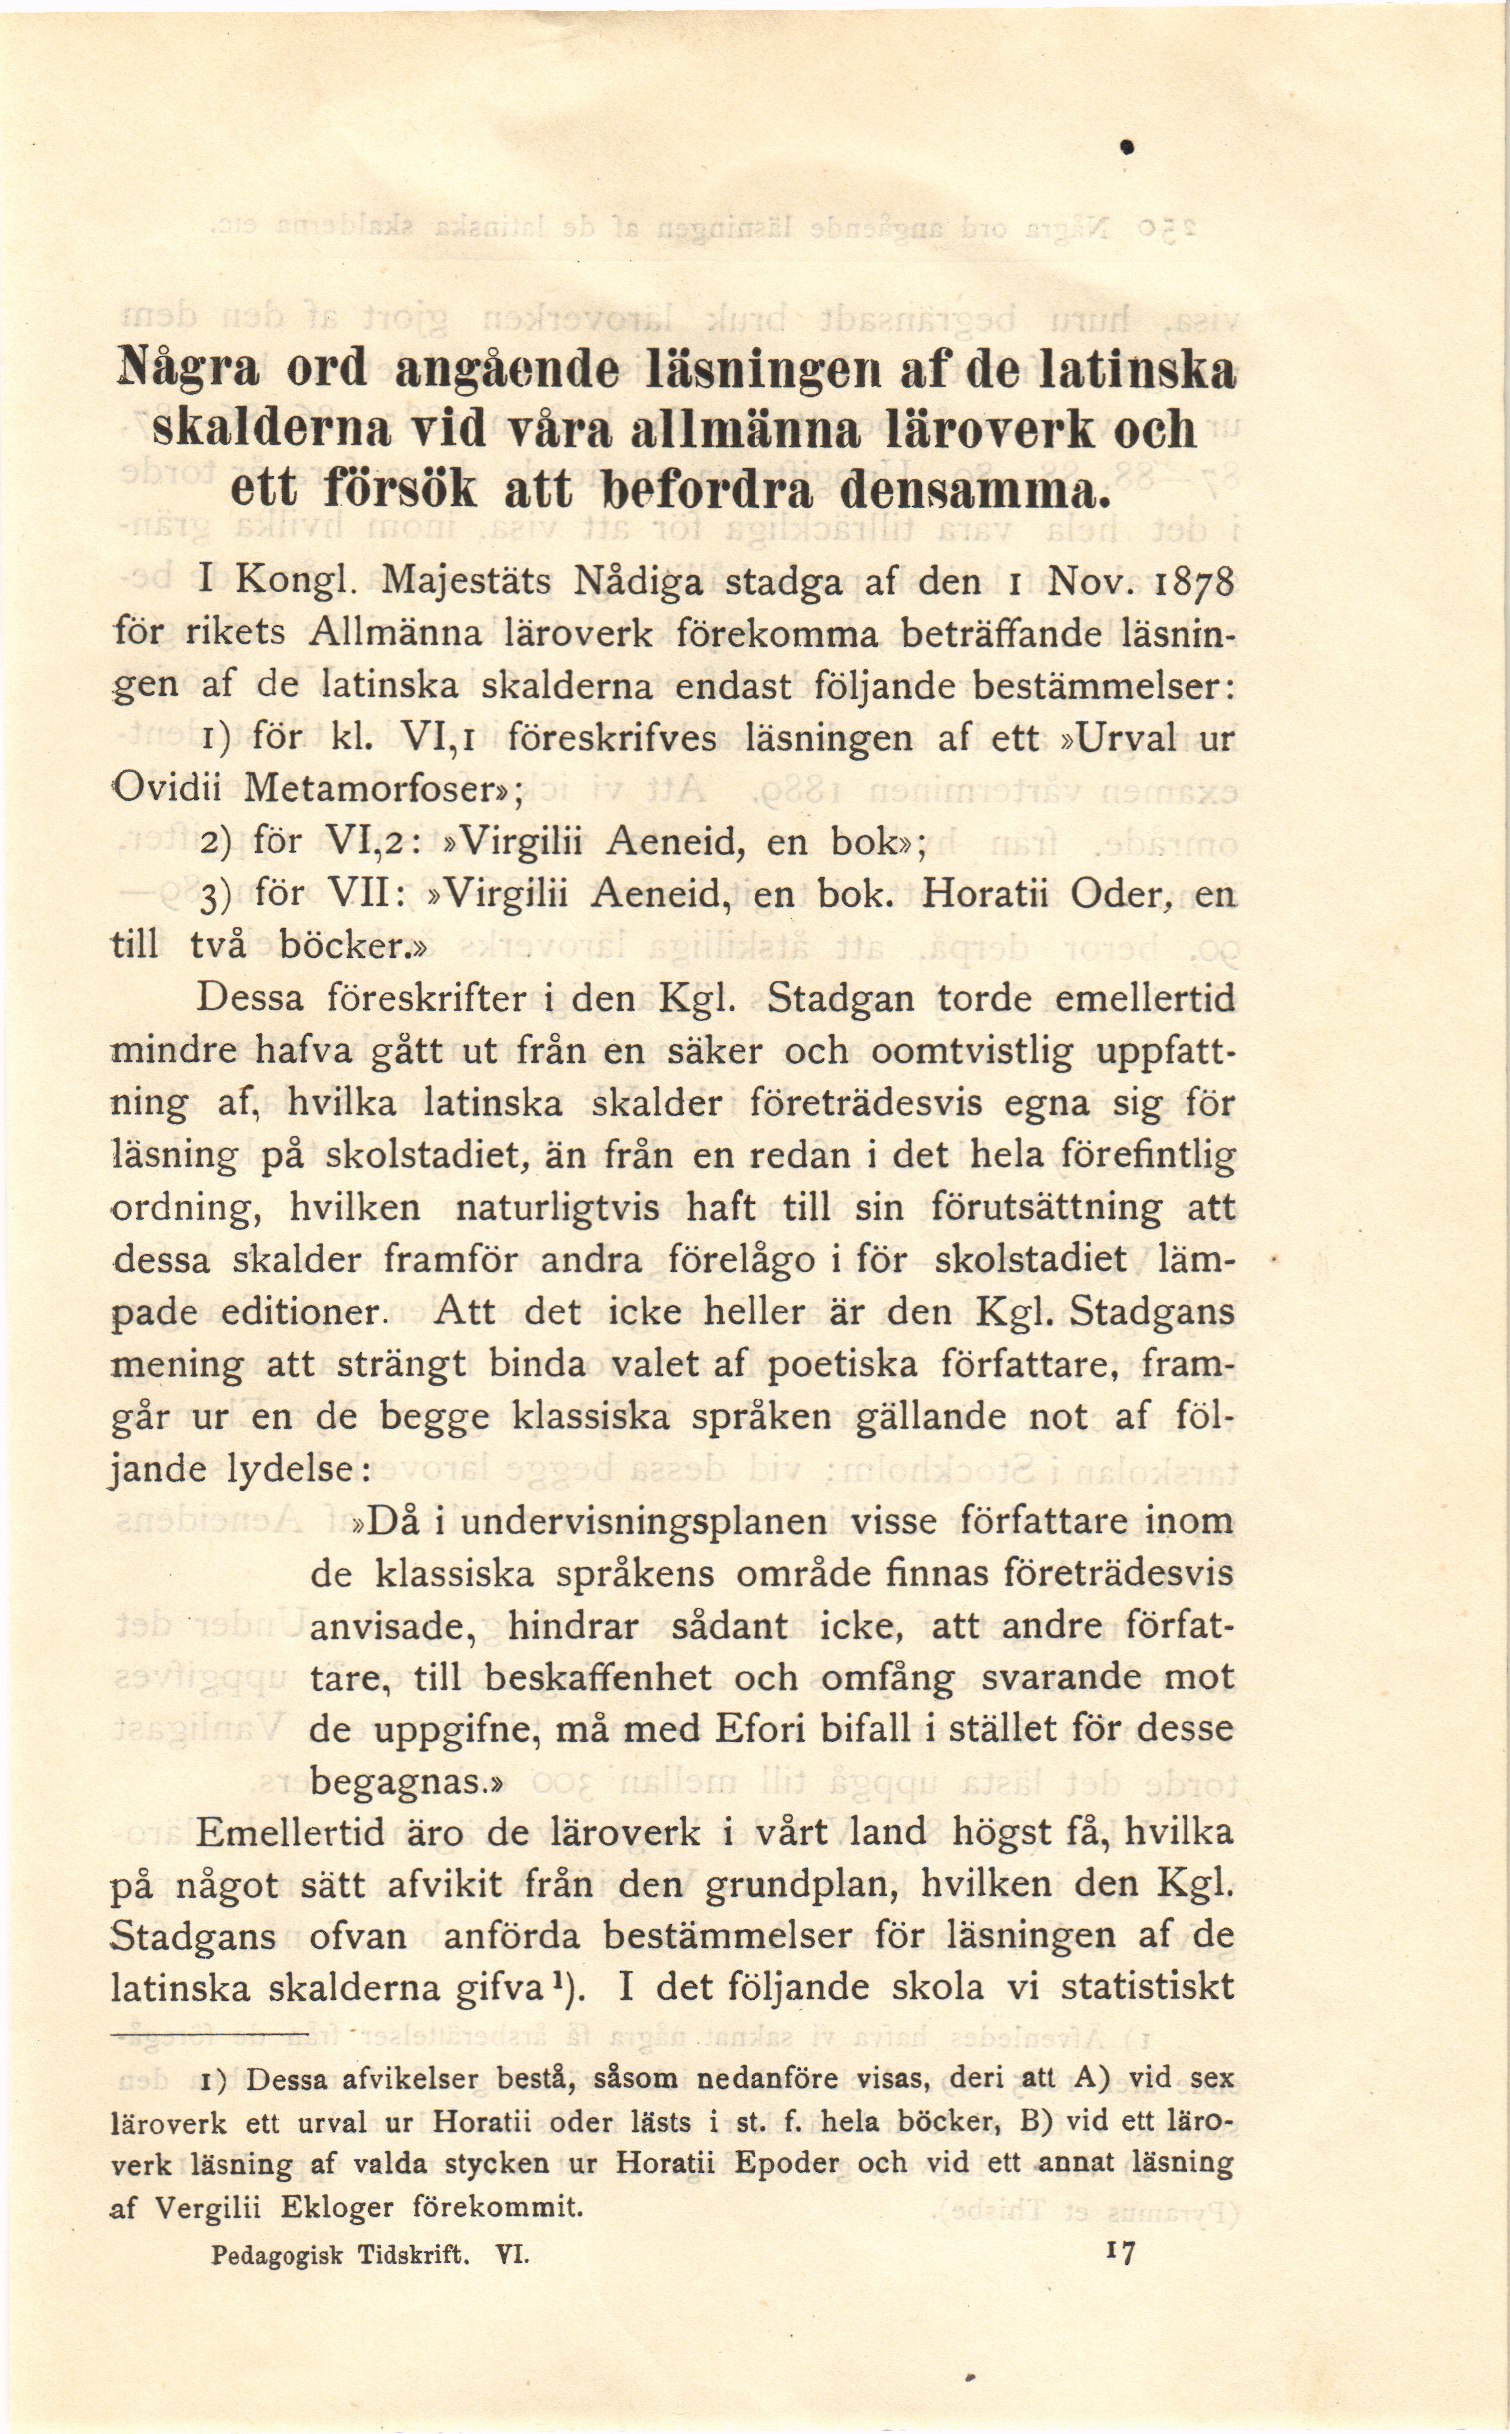 Några ord angående läsningen af de latinska
skalderna vid våra allmänna läroverk och
ett försök att befordra densamma.
I Kongl. Majestäts Nådiga stadga af den 1 Nov. 1878
för rikets Allmänna läroverk förekomma beträffande läsnin-
gen af de latinska skalderna endast följande bestämmelser:
1) för kl. VI,1 föreskrifves läsningen af ett »Urval ur
Ovidii Metamorfoser»;
2) för VI,2: »Virgilii Aeneid, en bok»;
3) för VII: »Virgilii Aeneid, en bok. Horatii Oder, en
till två böcker.»
Dessa föreskrifter i den Kgl. Stadgan torde emellertid
mindre hafva gått ut från en säker och oomtvistlig uppfatt-
ning af, hvilka latinska skalder företrädesvis egna sig för
läsning på skolstadiet, än från en redan i det hela förefintlig
ordning, hvilken naturligtvis haft till sin förutsättning att
dessa skalder framför andra förelågo i för skolstadiet läm-
pade editioner. Att det icke heller är den Kgl. Stadgans
mening att strängt binda valet af poetiska författare, fram-
går ur en de begge klassiska språken gällande not af föl-
jande lydelse:
»Då i undervisningsplanen visse författare inom
de klassiska språkens område finnas företrädesvis
anvisade, hindrar sådant icke, att andre förfat-
tare, till beskaffenhet och omfång svarande mot
de uppgifne, må med Efori bifall i stället för desse
begagnas.»
Emellertid äro de läroverk i vårt land högst få, hvilka
på något sätt afvikit från den grundplan, hvilken den Kgl.
Stadgans ofvan anförda bestämmelser för läsningen af de
latinska skalderna gifva ¹). I det följande skola vi statistiskt
1) Dessa afvikelser bestå, såsom nedanföre visas, deri att A) vid sex
läroverk ett urval ur Horatii oder lästs i st. f. hela böcker, B) vid ett läro-
verk läsning af valda stycken ur Horatii Epoder och vid ett annat läsning
af Vergilii Ekloger förekommit.
Pedagogisk Tidskrift. VI. 17